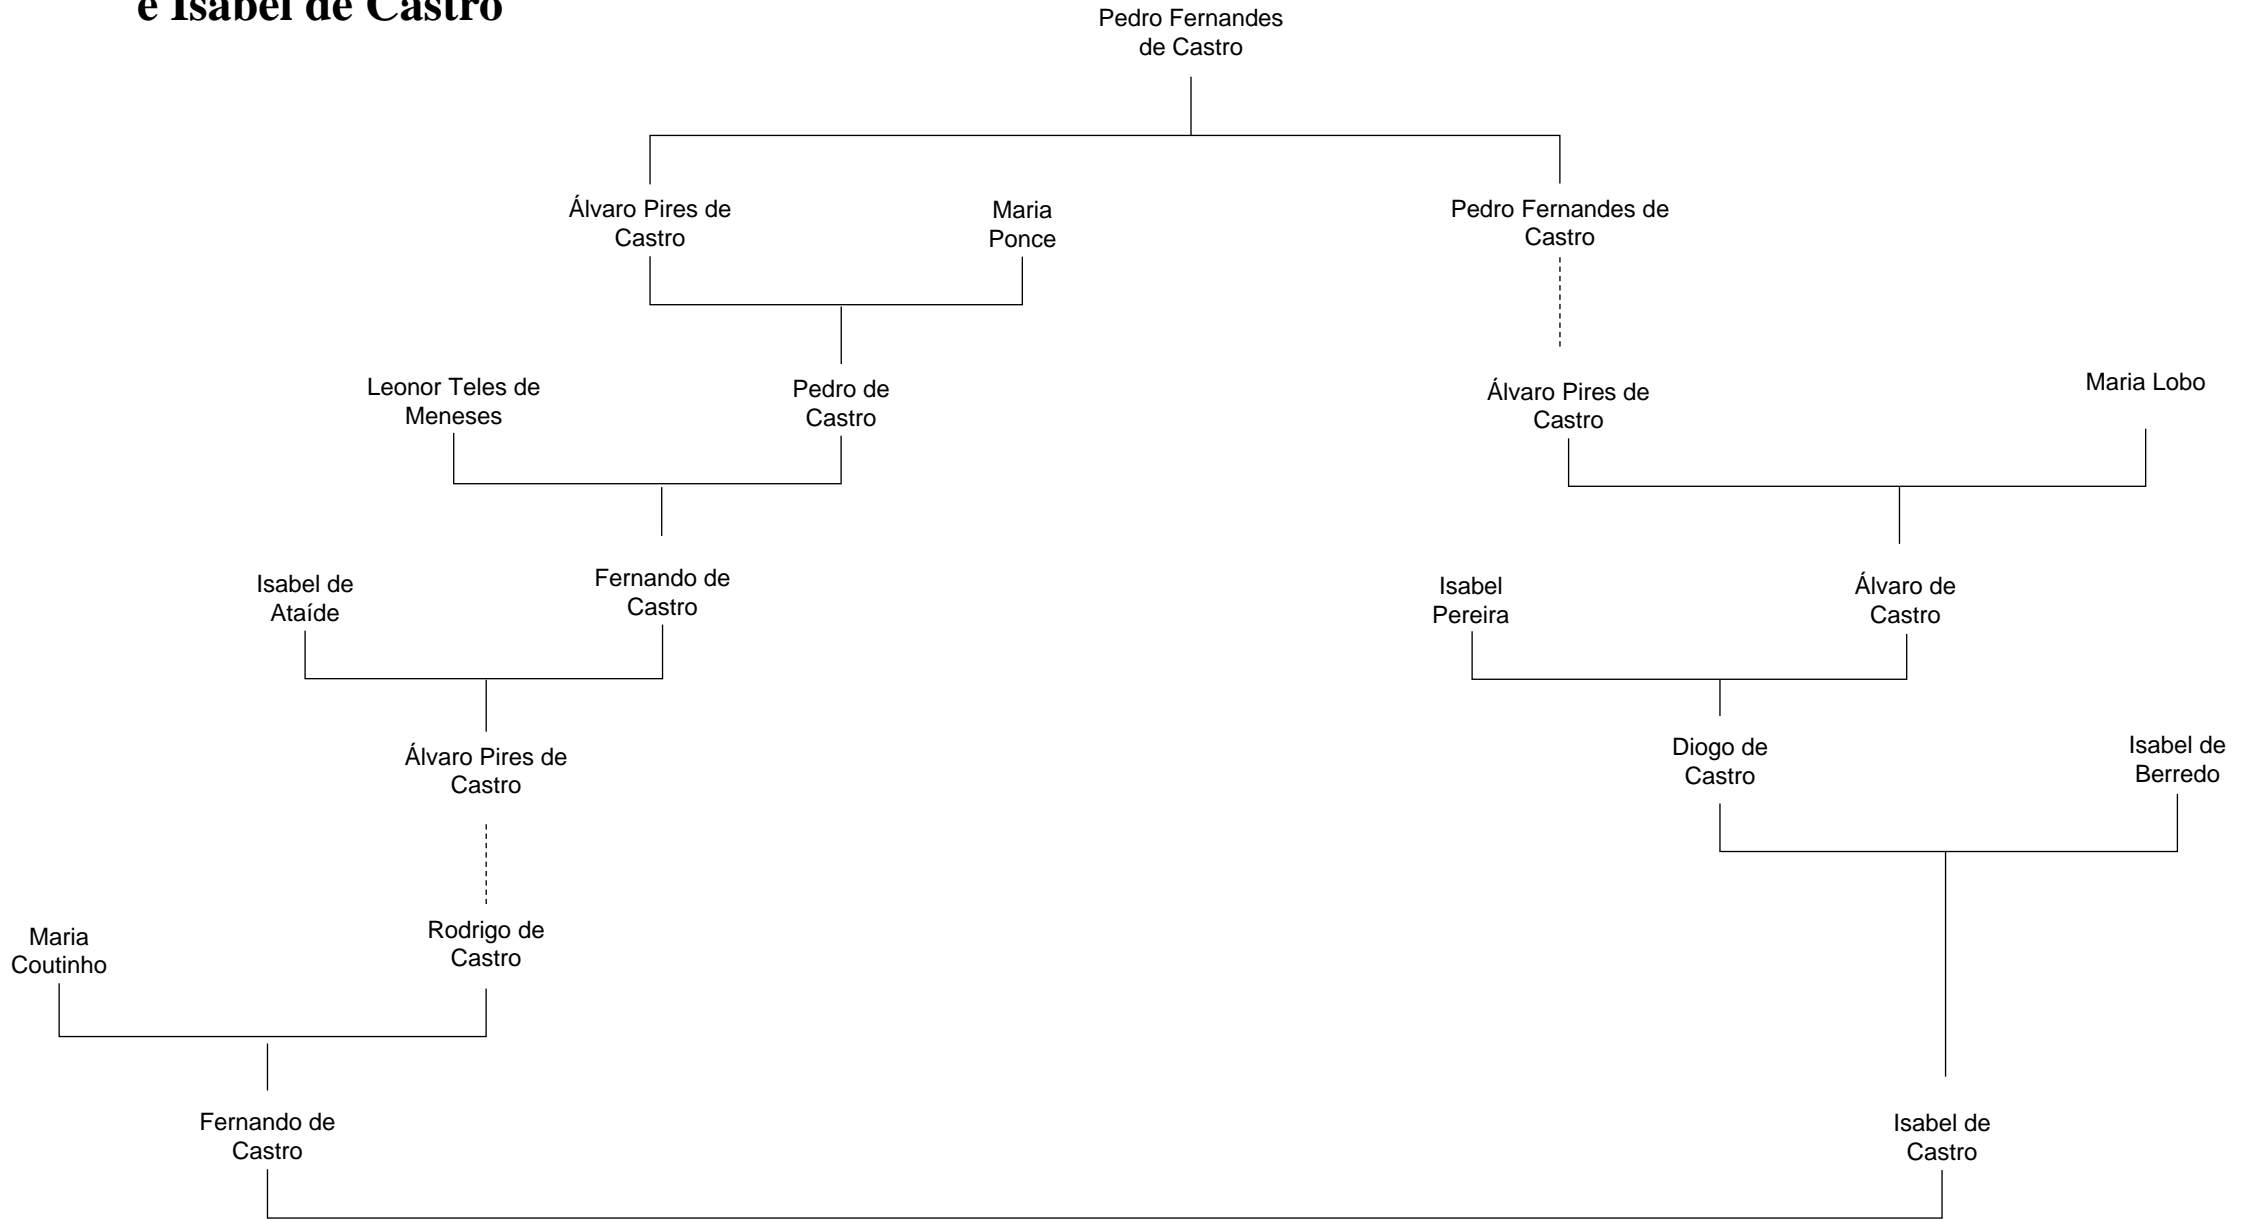 e Isabel de Castro
Pedro Fernandes
de Castro
Álvaro Pires de
Castro
Maria
Ponce
Pedro Fernandes de
Castro
Leonor Teles de
Meneses
Pedro de
Castro
Álvaro Pires de
Castro
Maria Lobo
Isabel de
Ataíde
Fernando de
Castro
Isabel
Pereira
Álvaro de
Castro
Álvaro Pires de
Castro
Diogo de
Castro
Isabel de
Berredo
Maria
Coutinho
Rodrigo de
Castro
Fernando de
Castro
Isabel de
Castro